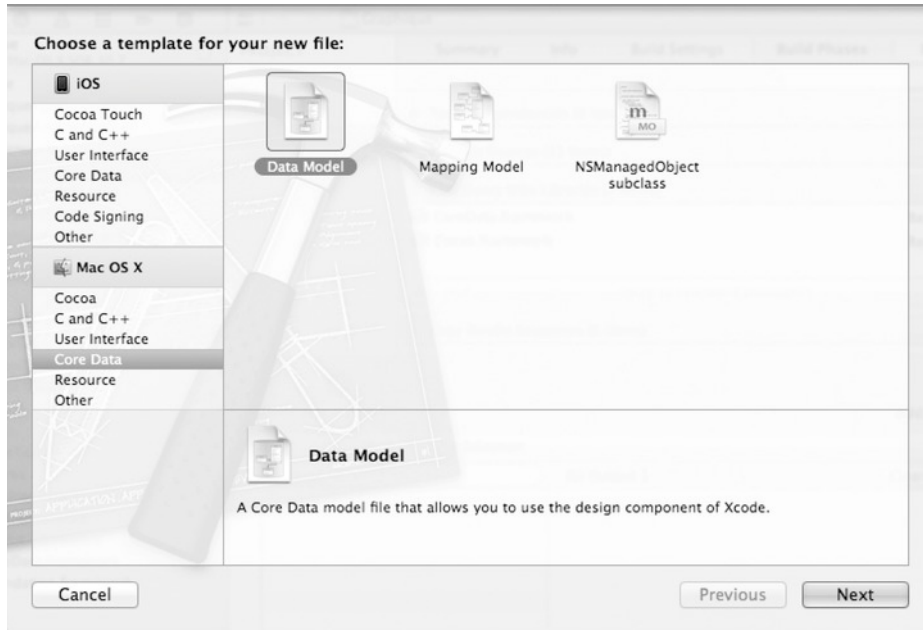 Choose a template for your new file:
iOS
Cocoa Touch
C and C++
User Interface
Core Data
Resource
Code Signing
Other
Mac OS X
Cocoa
C and C++
User Interface
Core Data
Resource
Other
Data Model
Mapping Model
m
MO
NSManagedObject
subclass
Data Model
A Core Data model file that allows you to use the design component of Xcode.
Cancel
Previous
Next